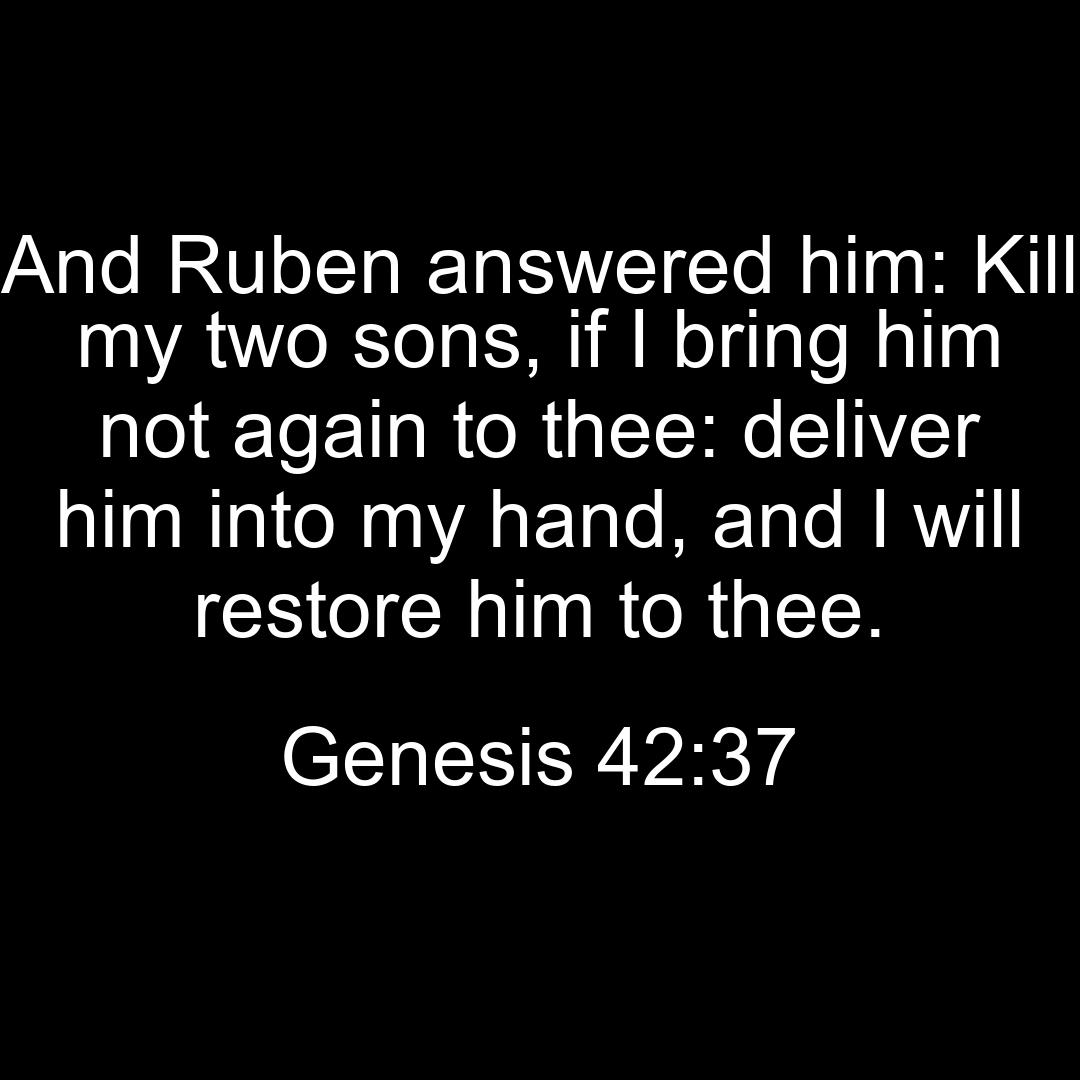 And Ruben answered him: Kill
my two sons, if I bring him
not again to thee: deliver
him into my hand, and I will
restore him to thee.
Genesis 42:37